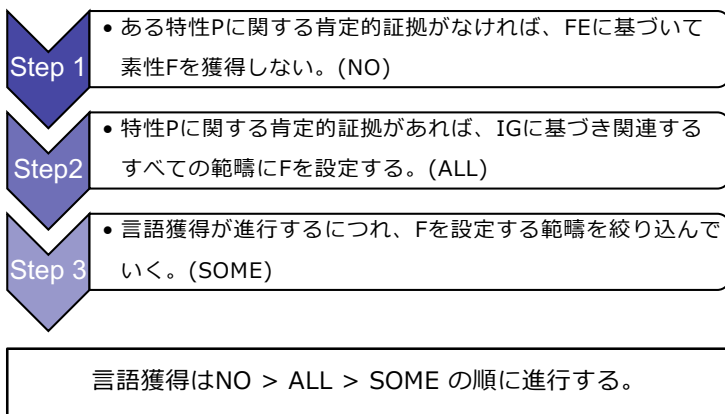 Step 1
• ある特性Pに関する肯定的証拠がなければ、FEに基づいて
素性Fを獲得しない。(NO)
Step2
• 特性Pに関する肯定的証拠があれば、IGに基づき関連する
すべての範疇にFを設定する。(ALL)
Step 3
• 言語獲得が進行するにつれ、Fを設定する範疇を絞り込んで
いく。(SOME)
言語獲得はNO > ALL > SOME の順に進行する。